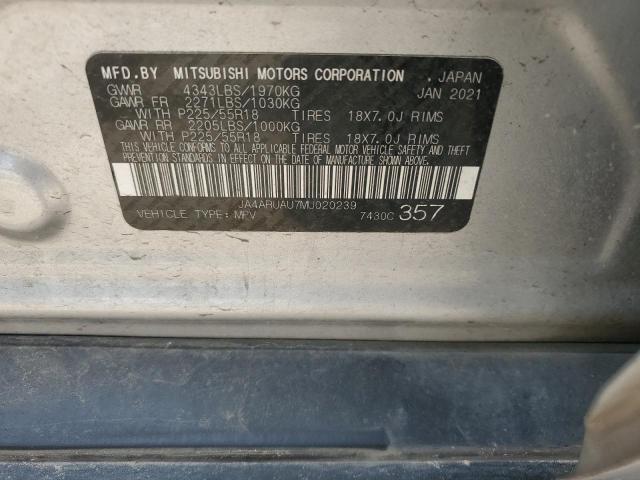 MFD.BY MITSUBISHI MOTORS CORPORATION , JAPAN
GVWR 4343LBS/1970KG JAN 2021
GAWR FR 2271LBS/1030KG
WITH P225/55R18 TIRES 18X7.0J RIMS
GAWR RR 2205LBS/1000KG
WITH P225/55R18 TIRES 18X7.0J RIMS
THIS VEHICLE CONFORMS TO ALL APPLICABLE FEDERAL MOTOR VEHICLE SAFETY AND THEFT
PREVENTION STANDARDS IN EFFECT ON THE DATE OF MANUFACTURE SHOWN ABOVE.
JA4ARUAU7MU020239
VEHICLE TYPE: MPV 7430C 357